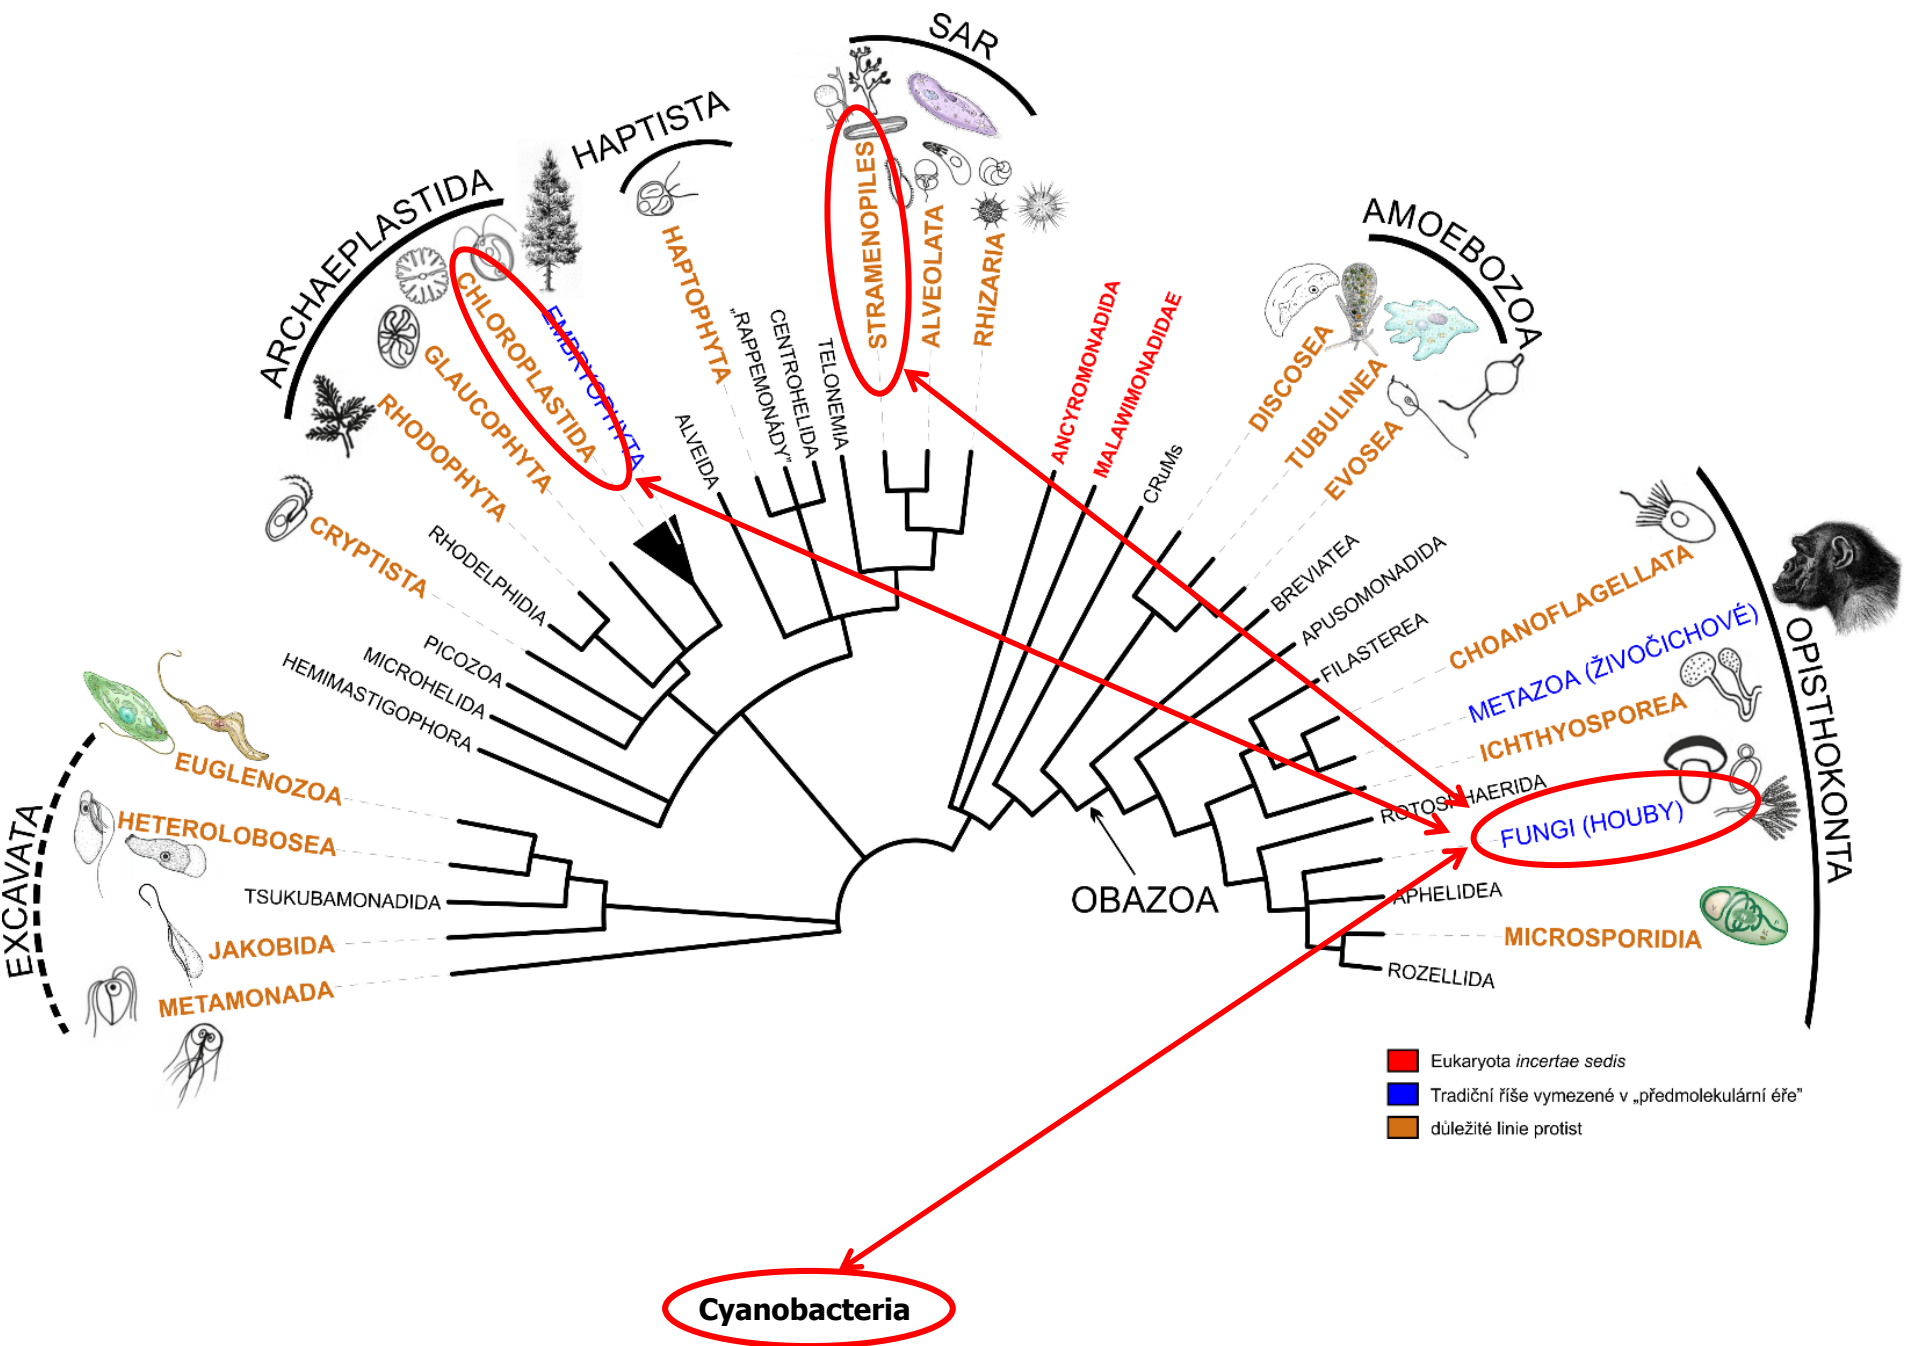 SAR
HAPTISTA
ARCHAEPLASTIDA
AMOEBOZOA
OPISTHOKONTA
EXCAVATA
STRAMENOPILES
ALVEOLATA
RHIZARIA
HAPTOPHYTA
„RAPPEMONÁDY”
CENTROHELIDA
TELONEMIA
CHLOROPLASTIDA
EMBRYOPHYTA
GLAUCOPHYTA
RHODOPHYTA
ALVEIDA
CRYPTISTA
RHODELPHIDIA
PICOZOA
MICROHELIDA
HEMIMASTIGOPHORA
EUGLENOZOA
HETEROLOBOSEA
TSUKUBAMONADIDA
JAKOBIDA
METAMONADA
ANCYROMONADIDA
MALAWIMONADIDAE
CRuMs
DISCOSEA
TUBULINEA
EVOSEA
BREVIATEA
APUSOMONADIDA
FILASTEREA
CHOANOFLAGELLATA
METAZOA (ŽIVOČICHOVÉ)
ICHTHYOSPOREA
ROTOSPHAERIDA
FUNGI (HOUBY)
APHELIDEA
MICROSPORIDIA
ROZELLIDA
OBAZOA
Eukaryota incertae sedis
Tradiční říše vymezené v „předmolekulární éře”
důležité linie protist
Cyanobacteria